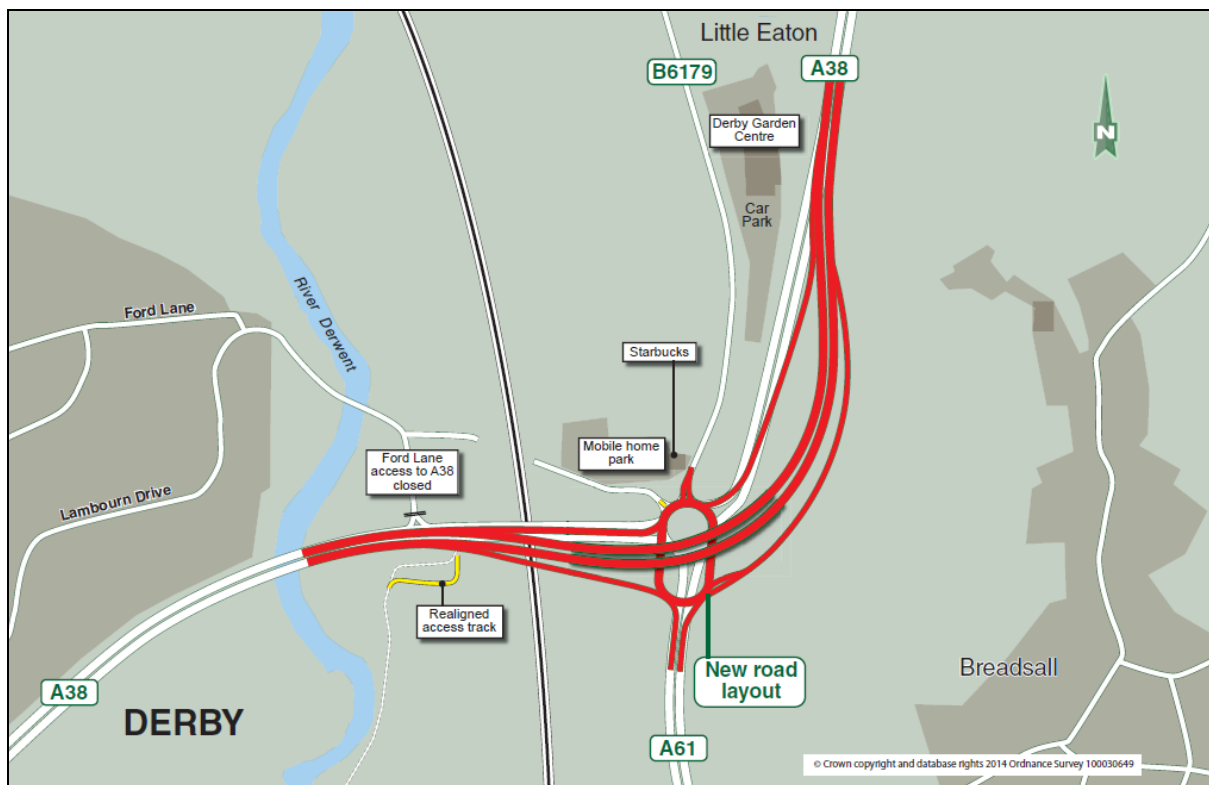 Little Eaton
B6179
A38
Derby Garden
Centre
N
Car
Park
River Derwent
Ford Lane
Starbucks
Mobile home
park
Ford Lane
access to A38
closed
Lambourn Drive
Realigned
access track
New road
layout
Breadsall
A38
DERBY
A61
© Crown copyright and database rights 2014 Ordnance Survey 100030649